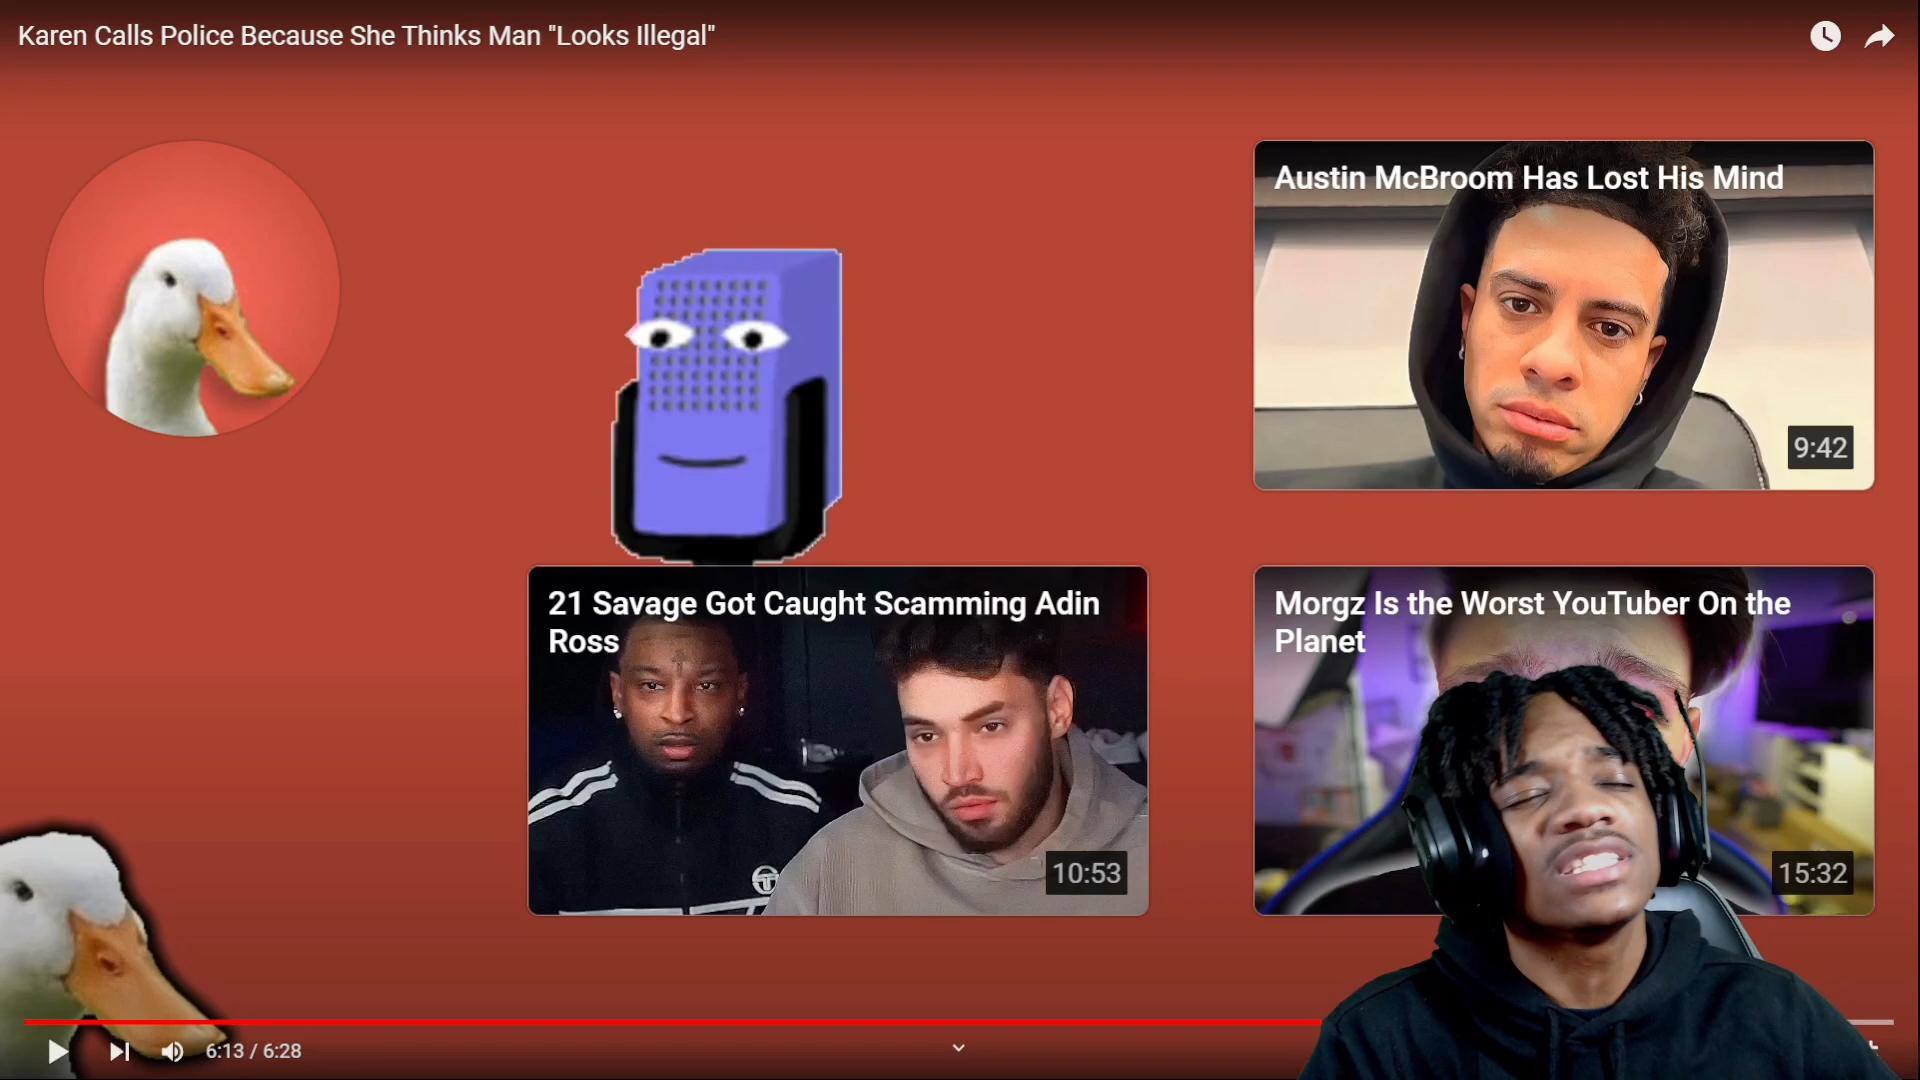 Karen Calls Police Because She Thinks Man "Looks Illegal"
Austin McBroom Has Lost His Mind
9:42
21 Savage Got Caught Scamming Adin
Ross
10:53
Morgz Is the Worst YouTuber On the
Planet
15:32
6:13 / 6:28